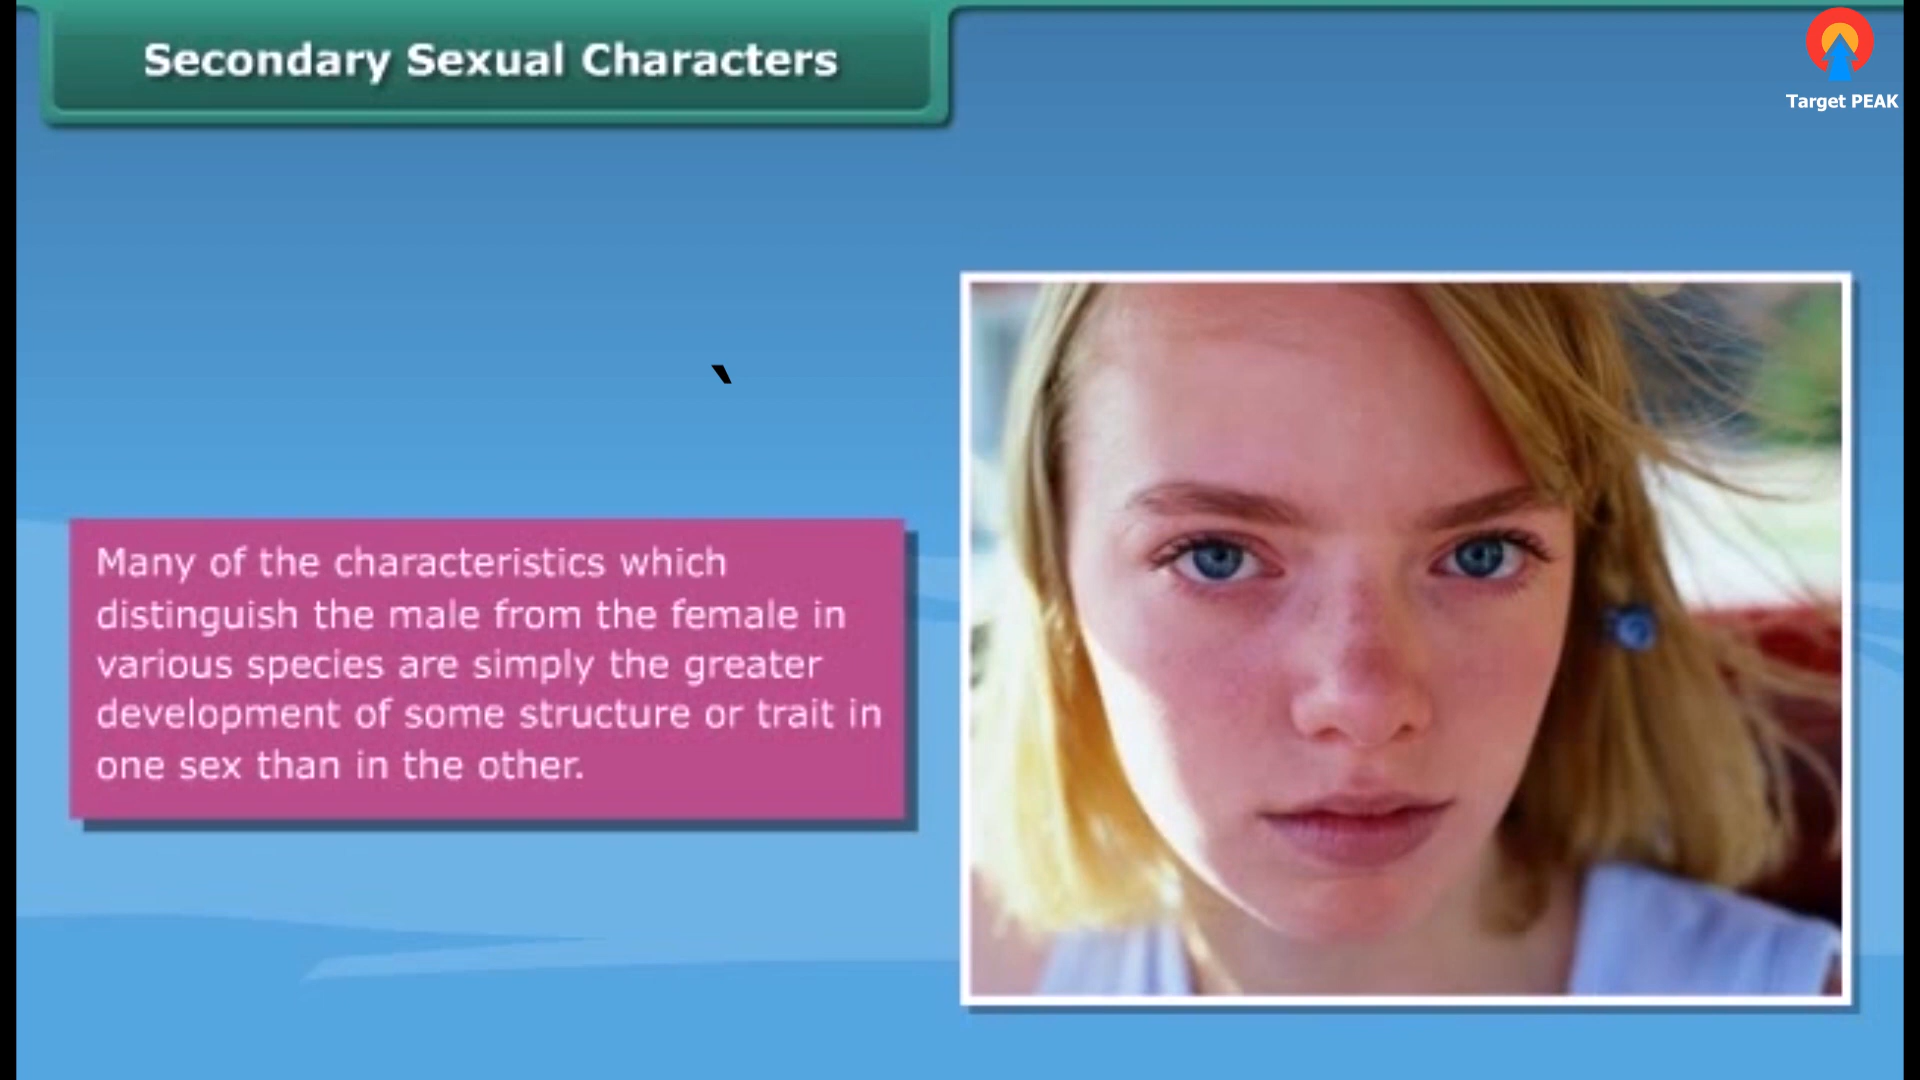 Secondary Sexual Characters
Target PEAK
`
Many of the characteristics which
distinguish the male from the female in
various species are simply the greater
development of some structure or trait in
one sex than in the other.